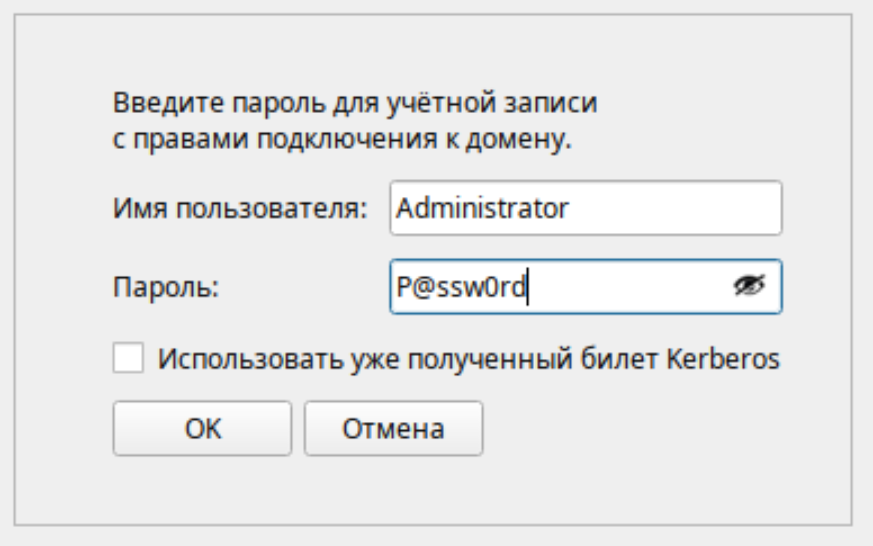 Введите пароль для учётной записи
с правами подключения к домену.
Имя пользователя: Administrator
Пароль: P@ssw0rd
Использовать уже полученный билет Kerberos
OK Отмена